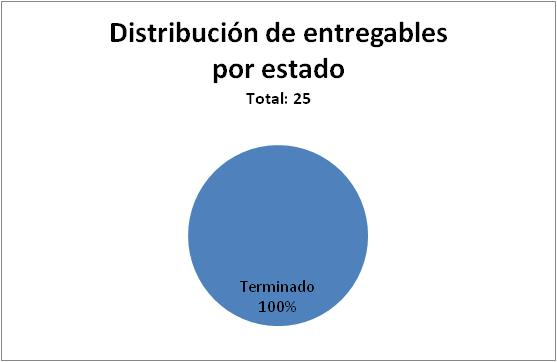 Distribución de entregables
por estado
Total: 25
Terminado
100%